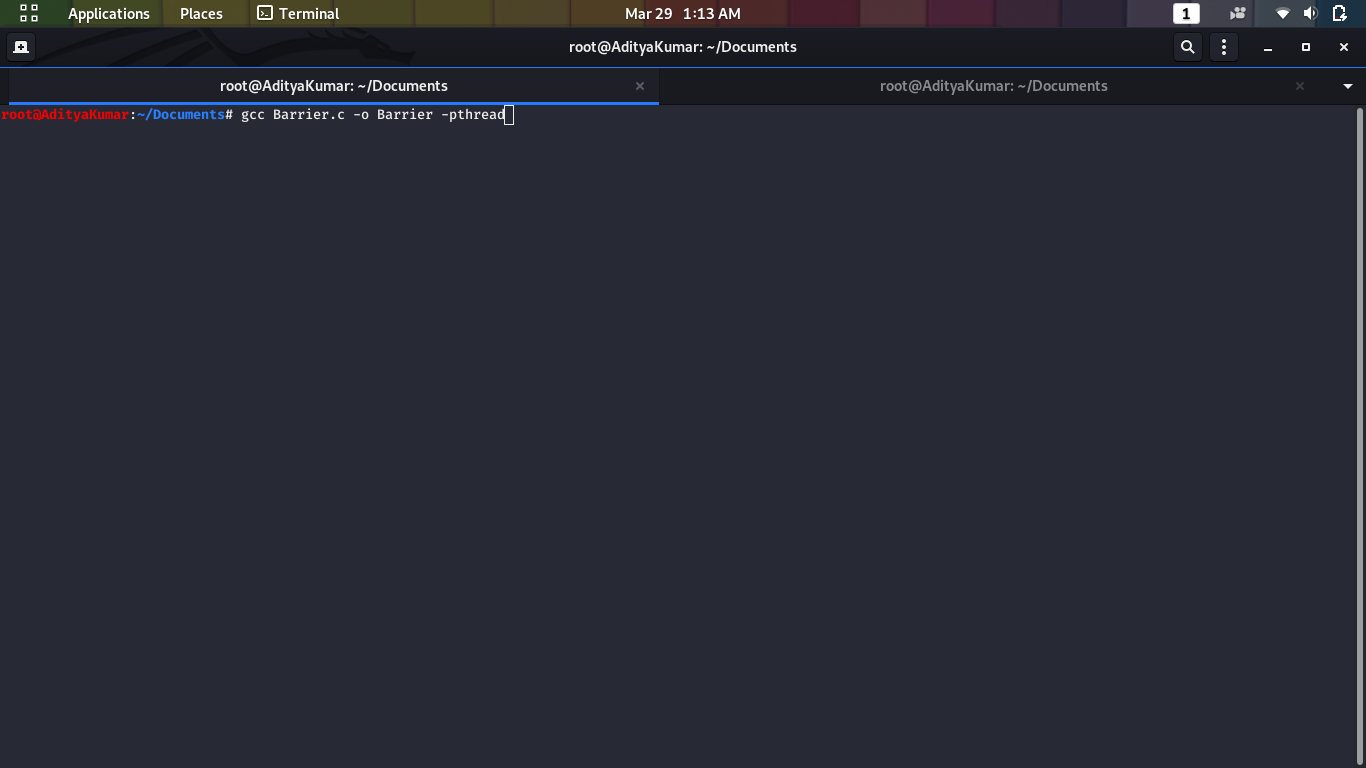 Applications Places Terminal Mar 29 1:13 AM 1
root@AdityaKumar: ~/Documents
root@AdityaKumar: ~/Documents root@AdityaKumar: ~/Documents
root@AdityaKumar:~/Documents# gcc Barrier.c -o Barrier -pthread